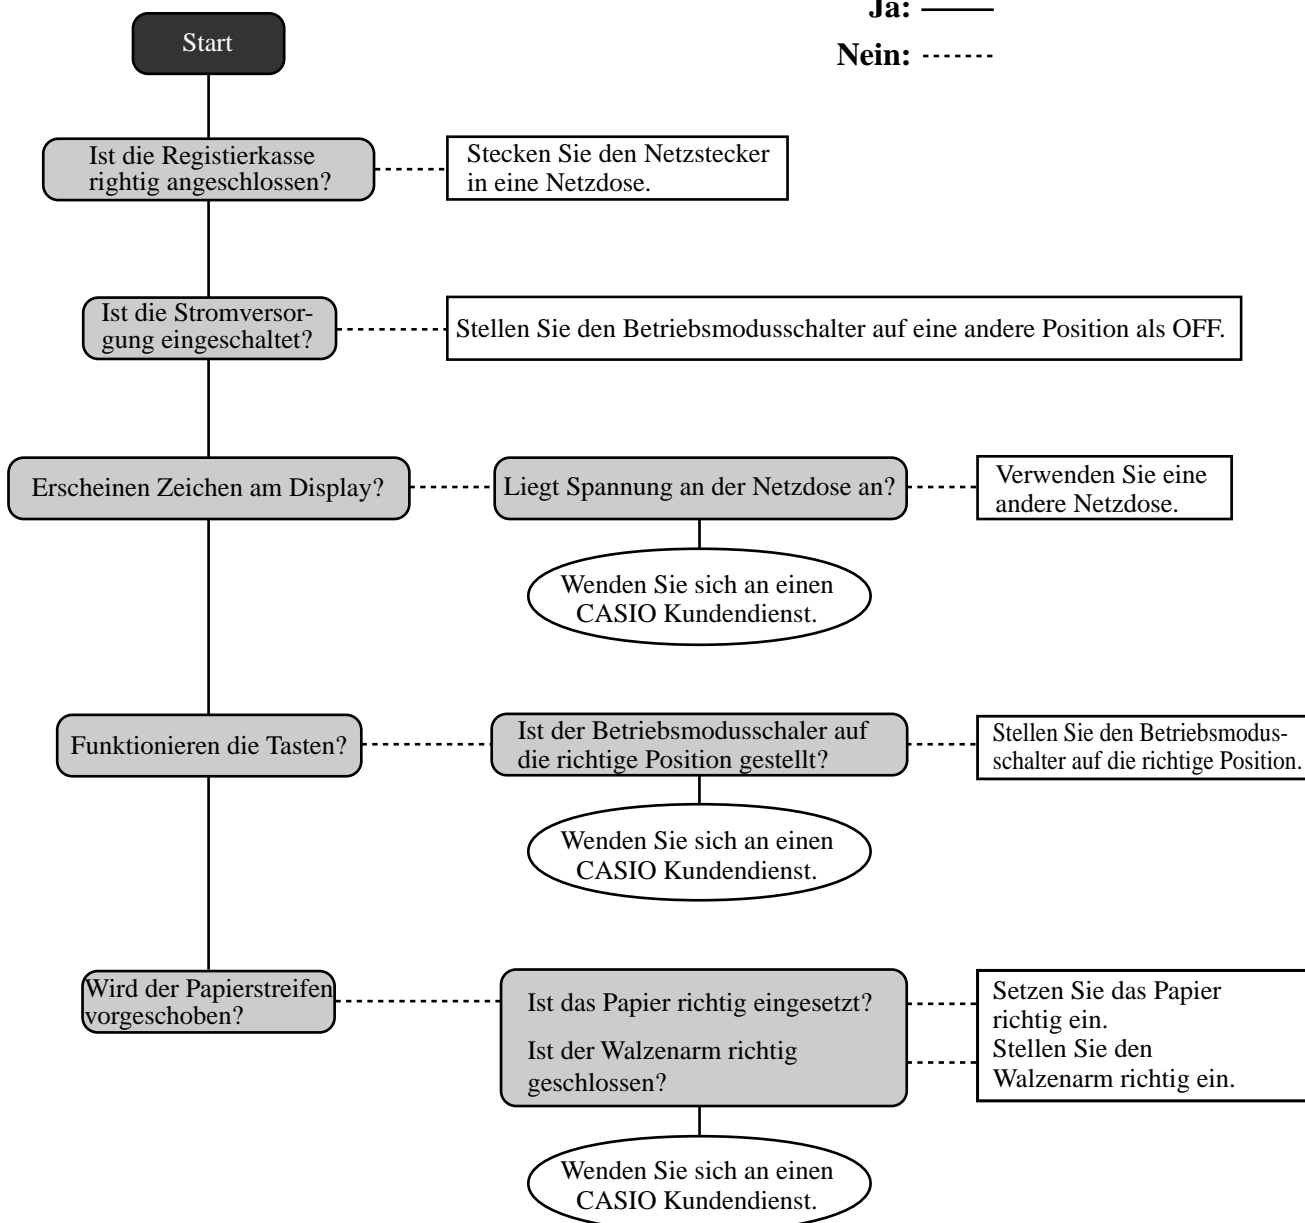 Ja:
Nein:
Start
Ist die Registierkasse
rightig angeschlossen?
Stecken Sie den Netzstecker
in eine Netzdose.
Ist die Stromversor-
gung eingeschaltet?
Stellen Sie den Betriebsmodusschalter auf eine andere Position als OFF.
Erscheinen Zeichen am Display?
Liegt Spannung an der Netzdose an?
Verwenden Sie eine
andere Netzdose.
Wenden Sie sich an einen
CASIO Kundendienst.
Funktionieren die Tasten?
Ist der Betriebsmodusschaler auf
die richtige Position gestellt?
Stellen Sie den Betriebsmodus-
schalter auf die richtige Position.
Wenden Sie sich an einen
CASIO Kundendienst.
Wird der Papierstreifen
vorgeschoben?
Ist das Papier richtig eingesetzt?
Ist der Walzenarm richtig
geschlossen?
Setzen Sie das Papier
richtig ein.
Stellen Sie den
Walzenarm richtig ein.
Wenden Sie sich an einen
CASIO Kundendienst.